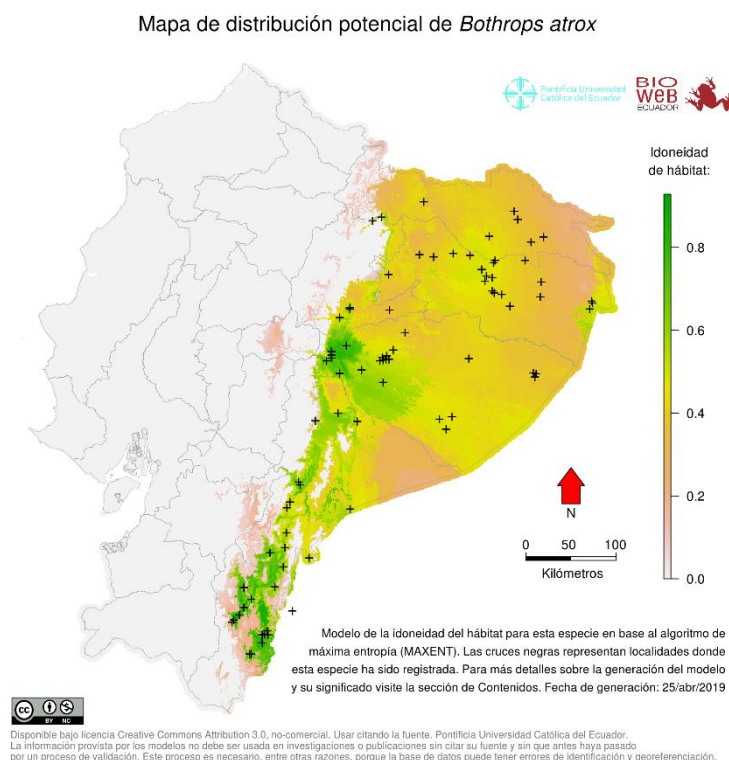 Mapa de distribución potencial de Bothrops atrox
Pontificia Universidad
Católica del Ecuador
BIO
WeB
ECUADOR
Idoneidad
de hábitat:
0.8
0.6
0.4
0.2
0.0
N
0 50 100
Kilómetros
Modelo de la idoneidad del hábitat para esta especie en base al algoritmo de
máxima entropía (MAXENT). Las cruces negras representan localidades donde
esta especie ha sido registrada. Para más detalles sobre la generación del modelo
y su significado visite la sección de Contenidos. Fecha de generación: 25/abr/2019
cc
BY NC
Disponible bajo licencia Creative Commons Attribution 3.0, no-comercial. Usar citando la fuente. Pontificia Universidad Católica del Ecuador.
La información provista por los modelos no debe ser usada en investigaciones o publicaciones sin citar su fuente y sin que antes haya pasado
por un proceso de validación. Este proceso es necesario, entre otras razones, porque la base de datos puede tener errores de identificación y georeferenciación.